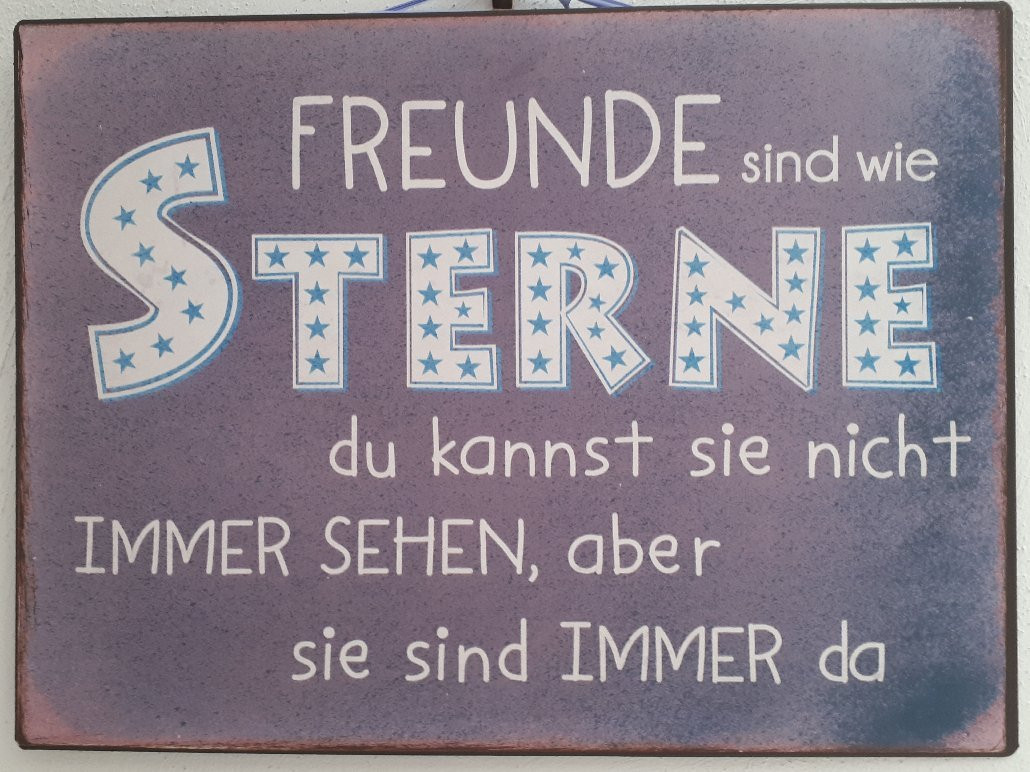 FREUNDE sind wie
STERNE
du kannst sie nicht
IMMER SEHEN, aber
sie sind IMMER da